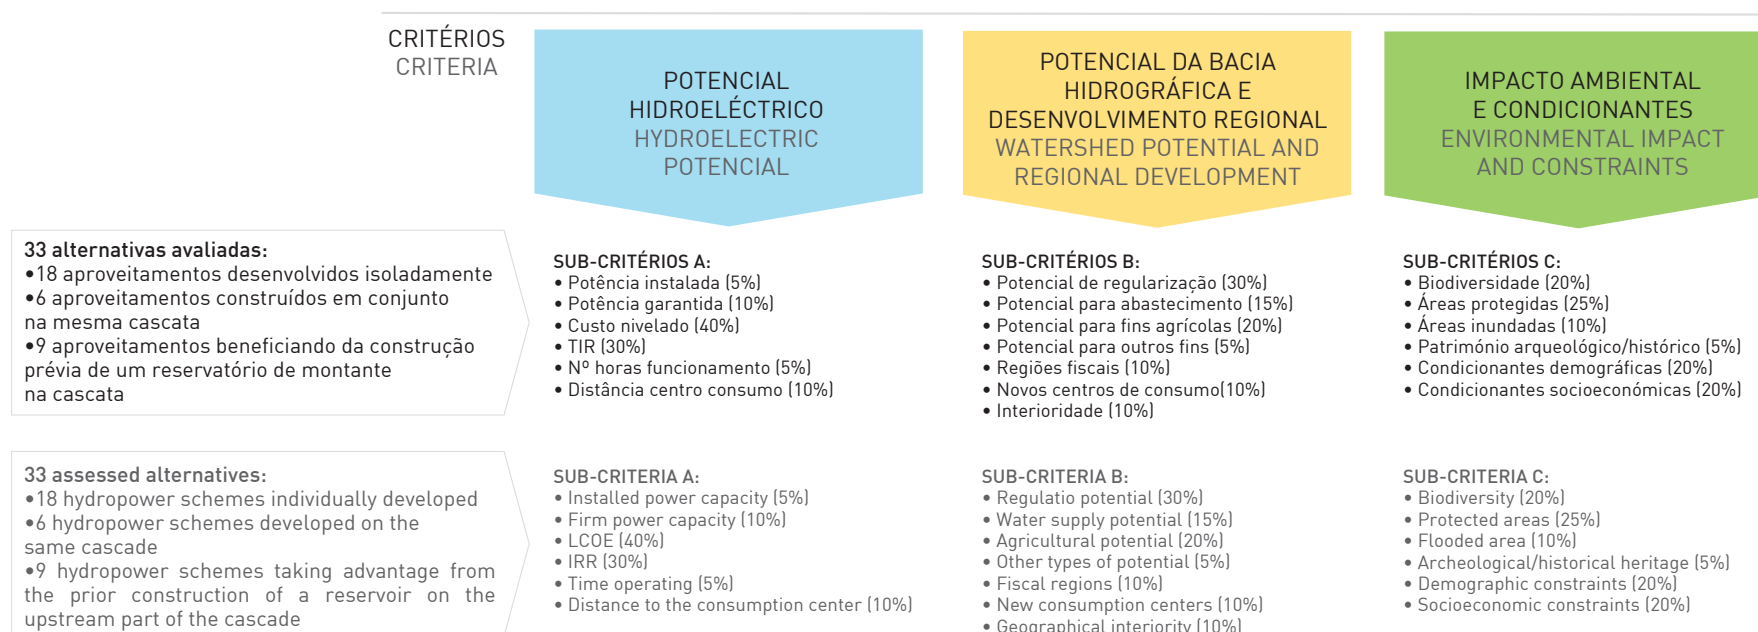 CRITÉRIOS
CRITERIA
POTENCIAL
HIDROELÉCTRICO
HYDROELECTRIC
POTENCIAL
POTENCIAL DA BACIA
HIDROGRÁFICA E
DESENVOLVIMENTO REGIONAL
WATERSHED POTENTIAL AND
REGIONAL DEVELOPMENT
IMPACTO AMBIENTAL
E CONDICIONANTES
ENVIRONMENTAL IMPACT
AND CONSTRAINTS
33 alternativas avaliadas:
•18 aproveitamentos desenvolvidos isoladamente
•6 aproveitamentos construídos em conjunto
na mesma cascata
•9 aproveitamentos beneficiando da construção
prévia de um reservatório de montante
na cascata
SUB-CRITÉRIOS A:
• Potência instalada (5%)
• Potência garantida (10%)
• Custo nivelado (40%)
• TIR (30%)
• Nº horas funcionamento (5%)
• Distância centro consumo (10%)
SUB-CRITÉRIOS B:
• Potencial de regularização (30%)
• Potencial para abastecimento (15%)
• Potencial para fins agrícolas (20%)
• Potencial para outros fins (5%)
• Regiões fiscais (10%)
• Novos centros de consumo(10%)
• Interioridade (10%)
SUB-CRITÉRIOS C:
• Biodiversidade (20%)
• Áreas protegidas (25%)
• Áreas inundadas (10%)
• Património arqueológico/histórico (5%)
• Condicionantes demográficas (20%)
• Condicionantes socioeconómicas (20%)
33 assessed alternatives:
•18 hydropower schemes individually developed
•6 hydropower schemes developed on the
same cascade
•9 hydropower schemes taking advantage from
the prior construction of a reservoir on the
upstream part of the cascade
SUB-CRITERIA A:
• Installed power capacity (5%)
• Firm power capacity (10%)
• LCOE (40%)
• IRR (30%)
• Time operating (5%)
• Distance to the consumption center (10%)
SUB-CRITERIA B:
• Regulatio potential (30%)
• Water supply potential (15%)
• Agricultural potential (20%)
• Other types of potential (5%)
• Fiscal regions (10%)
• New consumption centers (10%)
• Geographical interiority (10%)
SUB-CRITERIA C:
• Biodiversity (20%)
• Protected areas (25%)
• Flooded area (10%)
• Archeological/historical heritage (5%)
• Demographic constraints (20%)
• Socioeconomic constraints (20%)